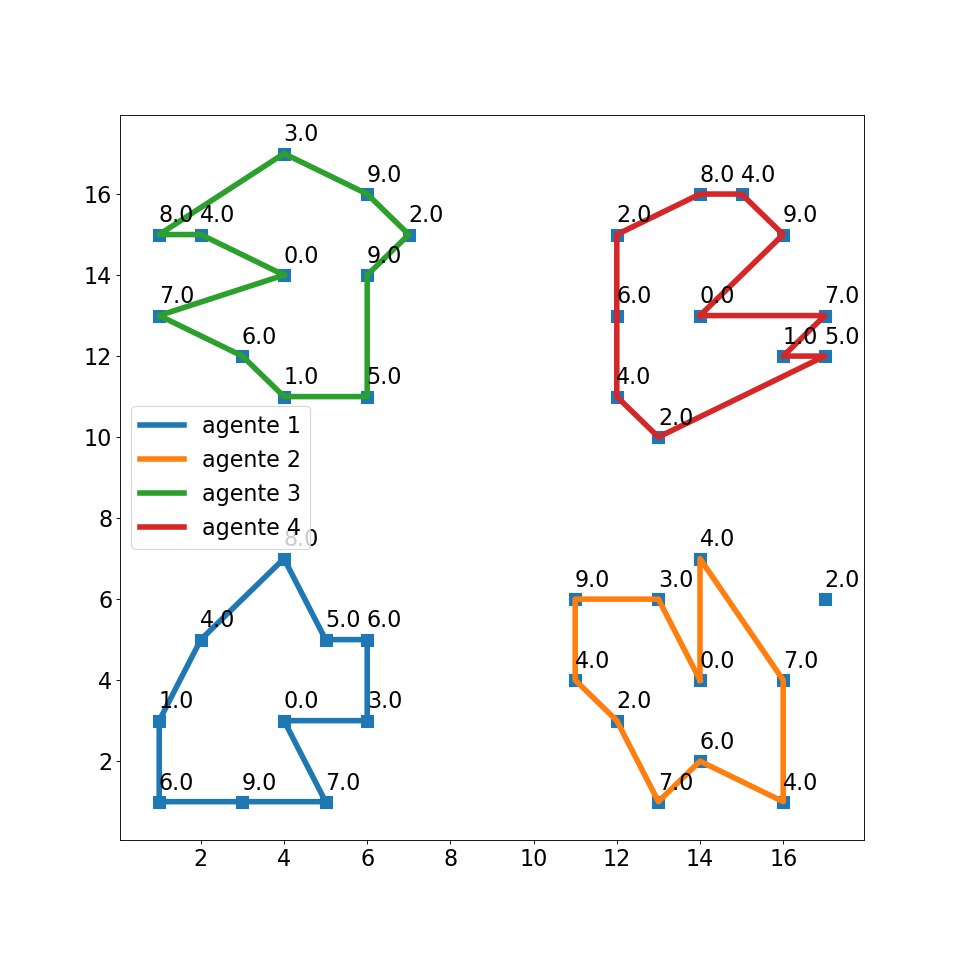 3.0
9.0
16
8.0 4.0
8.0 4.0 2.0
2.0 9.0
0.0 9.0
14
7.0 6.0 0.0 7.0
6.0 1.0 5.0
12
1.0 5.0 4.0
2.0
10
agente 1
agente 2
agente 3
8
agente 4
8.0 4.0
9.0 3.0 2.0
6
4.0 5.0 6.0
4.0 0.0 7.0
4
1.0 0.0 3.0 2.0
6.0
2
6.0 9.0 7.0 7.0 4.0
2 4 6 8 10 12 14 16